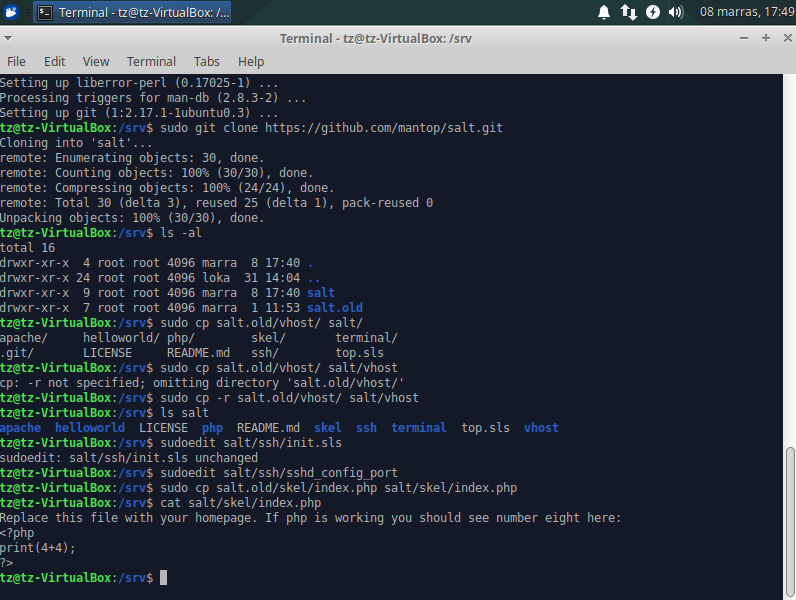 Terminal - tz@tz-VirtualBox: /...
08 marras, 17:49
Terminal - tz@tz-VirtualBox: /srv
File Edit View Terminal Tabs Help
Setting up liberror-perl (0.17025-1) ...
Processing triggers for man-db (2.8.3-2) ...
Setting up git (1:2.17.1-1ubuntu0.3) ...
tz@tz-VirtualBox:/srv$ sudo git clone https://github.com/mantop/salt.git
Cloning into 'salt'...
remote: Enumerating objects: 30, done.
remote: Counting objects: 100% (30/30), done.
remote: Compressing objects: 100% (24/24), done.
remote: Total 30 (delta 3), reused 25 (delta 1), pack-reused 0
Unpacking objects: 100% (30/30), done.
tz@tz-VirtualBox:/srv$ ls -al
total 16
drwxr-xr-x  4 root root 4096 marra  8 17:40 .
drwxr-xr-x 24 root root 4096 loka  31 14:04 ..
drwxr-xr-x  9 root root 4096 marra  8 17:40 salt
drwxr-xr-x  7 root root 4096 marra  1 11:53 salt.old
tz@tz-VirtualBox:/srv$ sudo cp salt.old/vhost/ salt/
apache/     helloworld/ php/        skel/       terminal/
.git/       LICENSE     README.md   ssh/        top.sls
tz@tz-VirtualBox:/srv$ sudo cp salt.old/vhost/ salt/vhost
cp: -r not specified; omitting directory 'salt.old/vhost/'
tz@tz-VirtualBox:/srv$ sudo cp -r salt.old/vhost/ salt/vhost
tz@tz-VirtualBox:/srv$ ls salt
apache  helloworld  LICENSE  php  README.md  skel  ssh  terminal  top.sls  vhost
tz@tz-VirtualBox:/srv$ sudoedit salt/ssh/init.sls
sudoedit: salt/ssh/init.sls unchanged
tz@tz-VirtualBox:/srv$ sudoedit salt/ssh/sshd_config_port
tz@tz-VirtualBox:/srv$ sudo cp salt.old/skel/index.php salt/skel/index.php
tz@tz-VirtualBox:/srv$ cat salt/skel/index.php
Replace this file with your homepage. If php is working you should see number eight here:
<?php
print(4+4);
?>
tz@tz-VirtualBox:/srv$